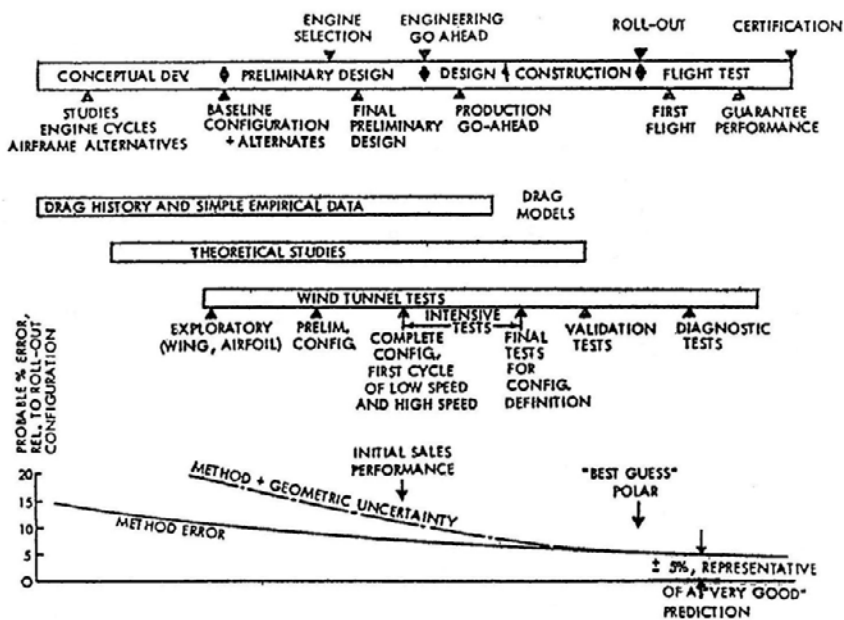 ENGINE
SELECTION
ENGINEERING
GO AHEAD
ROLL-OUT
CERTIFICATION
CONCEPTUAL DEV.
PRELIMINARY DESIGN
DESIGN
CONSTRUCTION
FLIGHT TEST
STUDIES
ENGINE CYCLES
AIRFRAME ALTERNATIVES
BASELINE
CONFIGURATION
+ ALTERNATES
FINAL
PRELIMINARY
DESIGN
PRODUCTION
GO-AHEAD
FIRST
FLIGHT
GUARANTEE
PERFORMANCE
DRAG HISTORY AND SIMPLE EMPIRICAL DATA
DRAG
MODELS
THEORETICAL STUDIES
WIND TUNNEL TESTS
EXPLORATORY
(WING, AIRFOIL)
PRELIM.
CONFIG.
INTENSIVE
TESTS
COMPLETE
CONFIG,
FIRST CYCLE
OF LOW SPEED
AND HIGH SPEED
FINAL
TESTS
FOR
CONFIG.
DEFINITION
VALIDATION
TESTS
DIAGNOSTIC
TESTS
PROBABLE % ERROR,
REL. TO ROLL-OUT
CONFIGURATION
20
15
10
5
0
METHOD + GEOMETRIC UNCERTAINTY
METHOD ERROR
INITIAL SALES
PERFORMANCE
"BEST GUESS"
POLAR
± 5%, REPRESENTATIVE
OF A "VERY GOOD"
PREDICTION